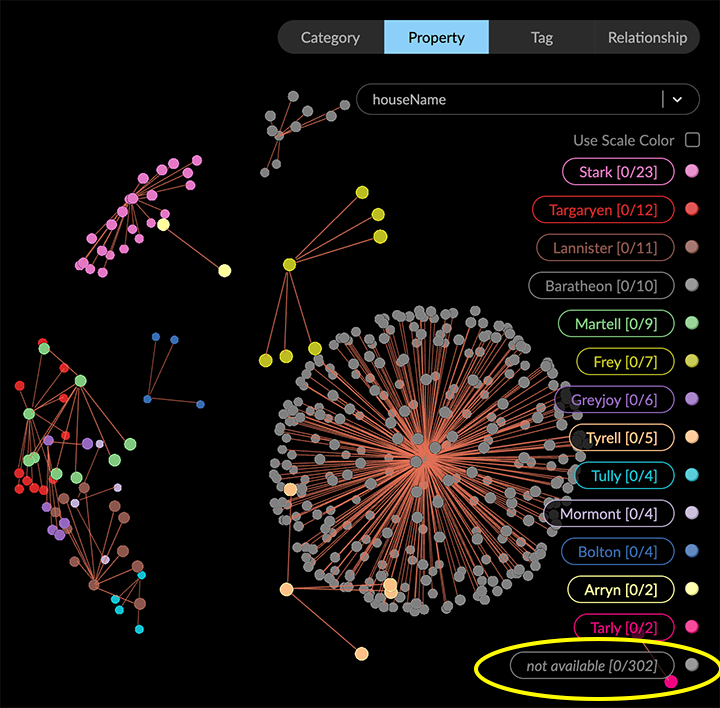 Category Property Tag Relationship
houseName
Use Scale Color
Stark [0/23]
Targaryen [0/12]
Lannister [0/11]
Baratheon [0/10]
Martell [0/9]
Frey [0/7]
Greyjoy [0/6]
Tyrell [0/5]
Tully [0/4]
Mormont [0/4]
Bolton [0/4]
Arryn [0/2]
Tarly [0/2]
not available [0/302]